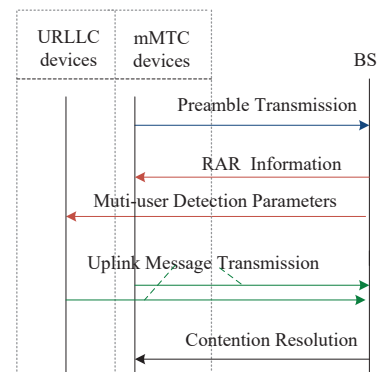 URLLC devices
mMTC devices
BS
Preamble Transmission
RAR Information
Muti-user Detection Parameters
Uplink Message Transmission
Contention Resolution